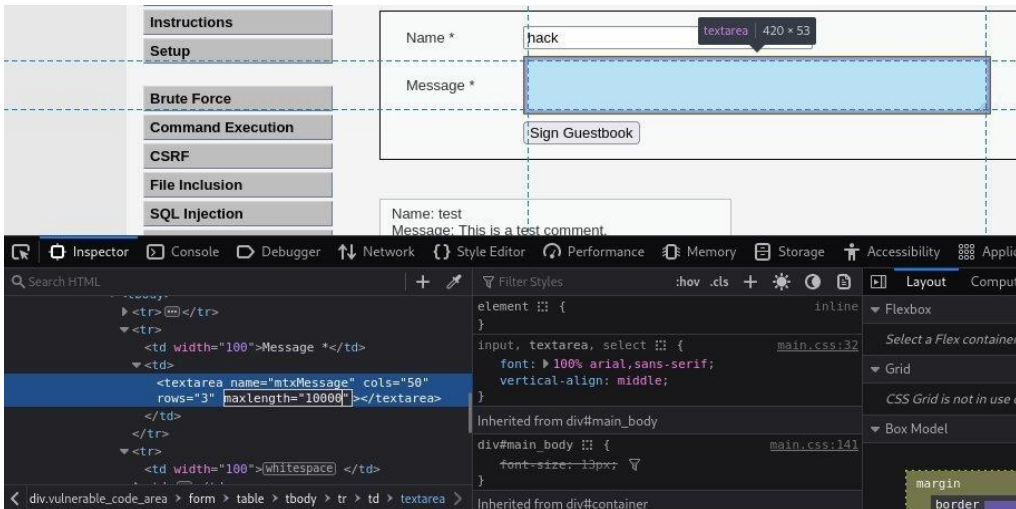 Instructions
Setup
Brute Force
Command Execution
CSRF
File Inclusion
SQL Injection
Name *
hack
textarea | 420 × 53
Message *
Sign Guestbook
Name: test
Message: This is a test comment.
Inspector Console Debugger Network {} Style Editor Performance Memory Storage Accessibility Applic
Search HTML +
<tbody>
<tr> </tr>
<tr>
<td width="100">Message *</td>
<td>
<textarea name="mtxMessage" cols="50"
rows="3" maxlength="10000"></textarea>
</td>
</tr>
<tr>
<td width="100">whitespace </td>
</td>
div.vulnerable_code_area > form > table > tbody > tr > td > textarea >
Filter Styles :hov .cls +
element { inline
}
input, textarea, select { main.css:32
font: 100% arial,sans-serif;
vertical-align: middle;
}
Inherited from div#main_body
div#main_body { main.css:141
font-size: 13px;
}
Inherited from div#container
Layout Comput
Flexbox
Select a Flex container
Grid
CSS Grid is not in use
Box Model
margin
border